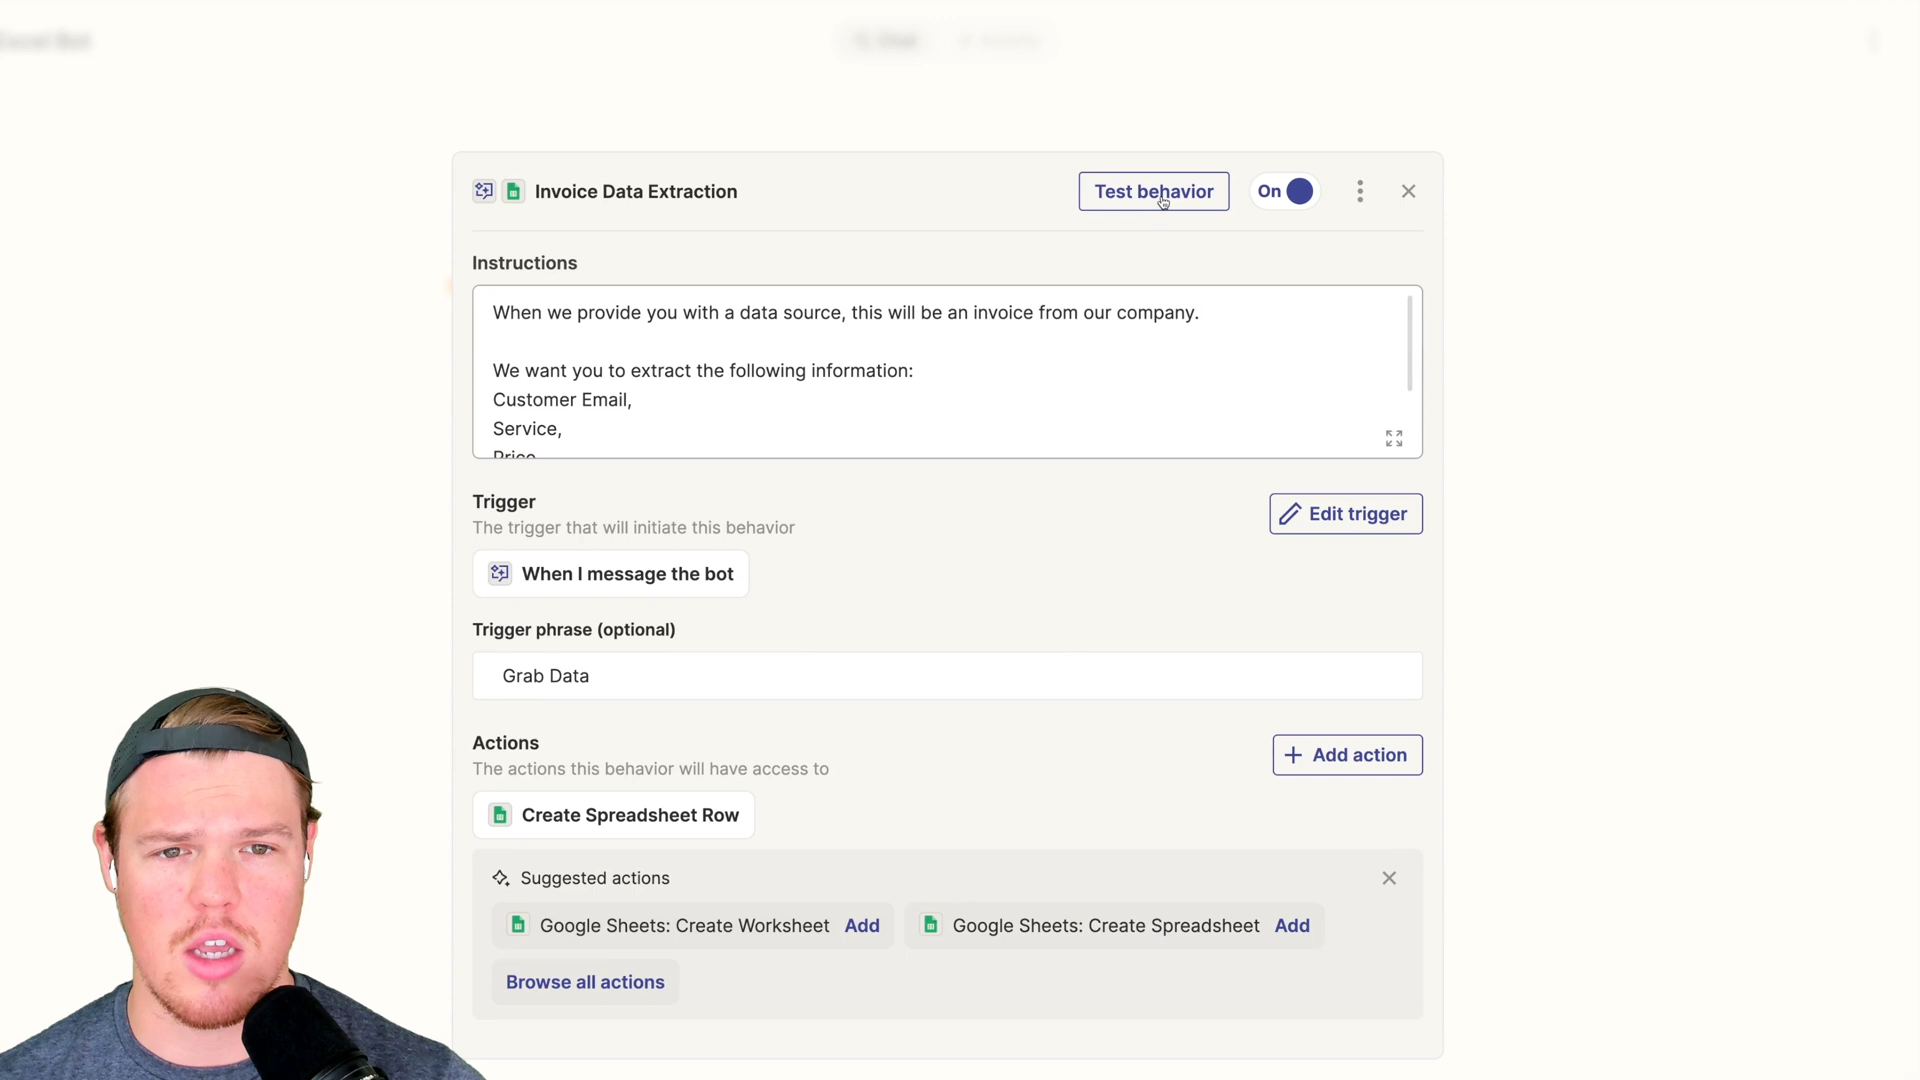 Excel Bot
Invoice Data Extraction
Test behavior
On
Instructions
When we provide you with a data source, this will be an invoice from our company.
We want you to extract the following information:
Customer Email,
Service,
Price
Trigger
The trigger that will initiate this behavior
Edit trigger
When I message the bot
Trigger phrase (optional)
Grab Data
Actions
The actions this behavior will have access to
Add action
Create Spreadsheet Row
Suggested actions
Google Sheets: Create Worksheet Add
Google Sheets: Create Spreadsheet Add
Browse all actions